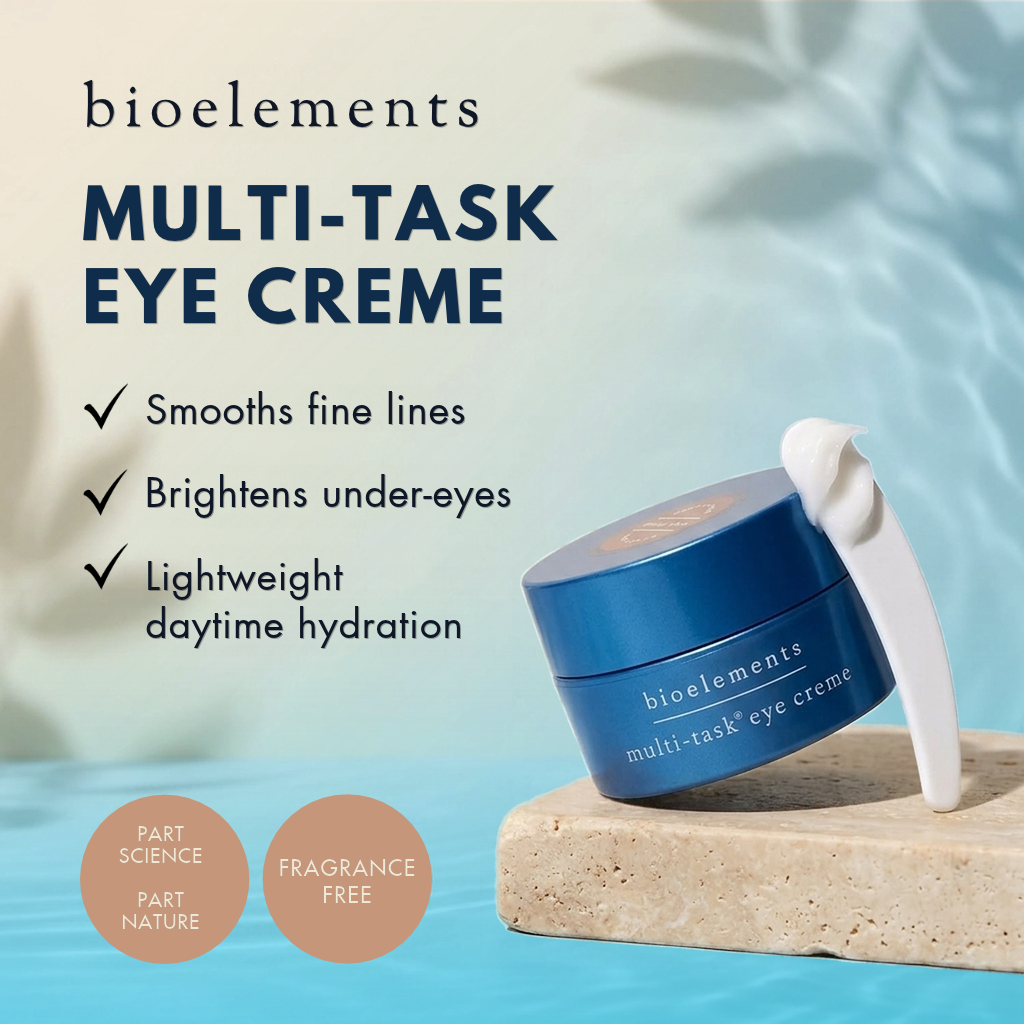 bioelements
MULTI-TASK
EYE CREME
Smooths fine lines
Brightens under-eyes
Lightweight
daytime hydration
bioelements
multi-task® eye creme
PART
SCIENCE
PART
NATURE
FRAGRANCE
FREE